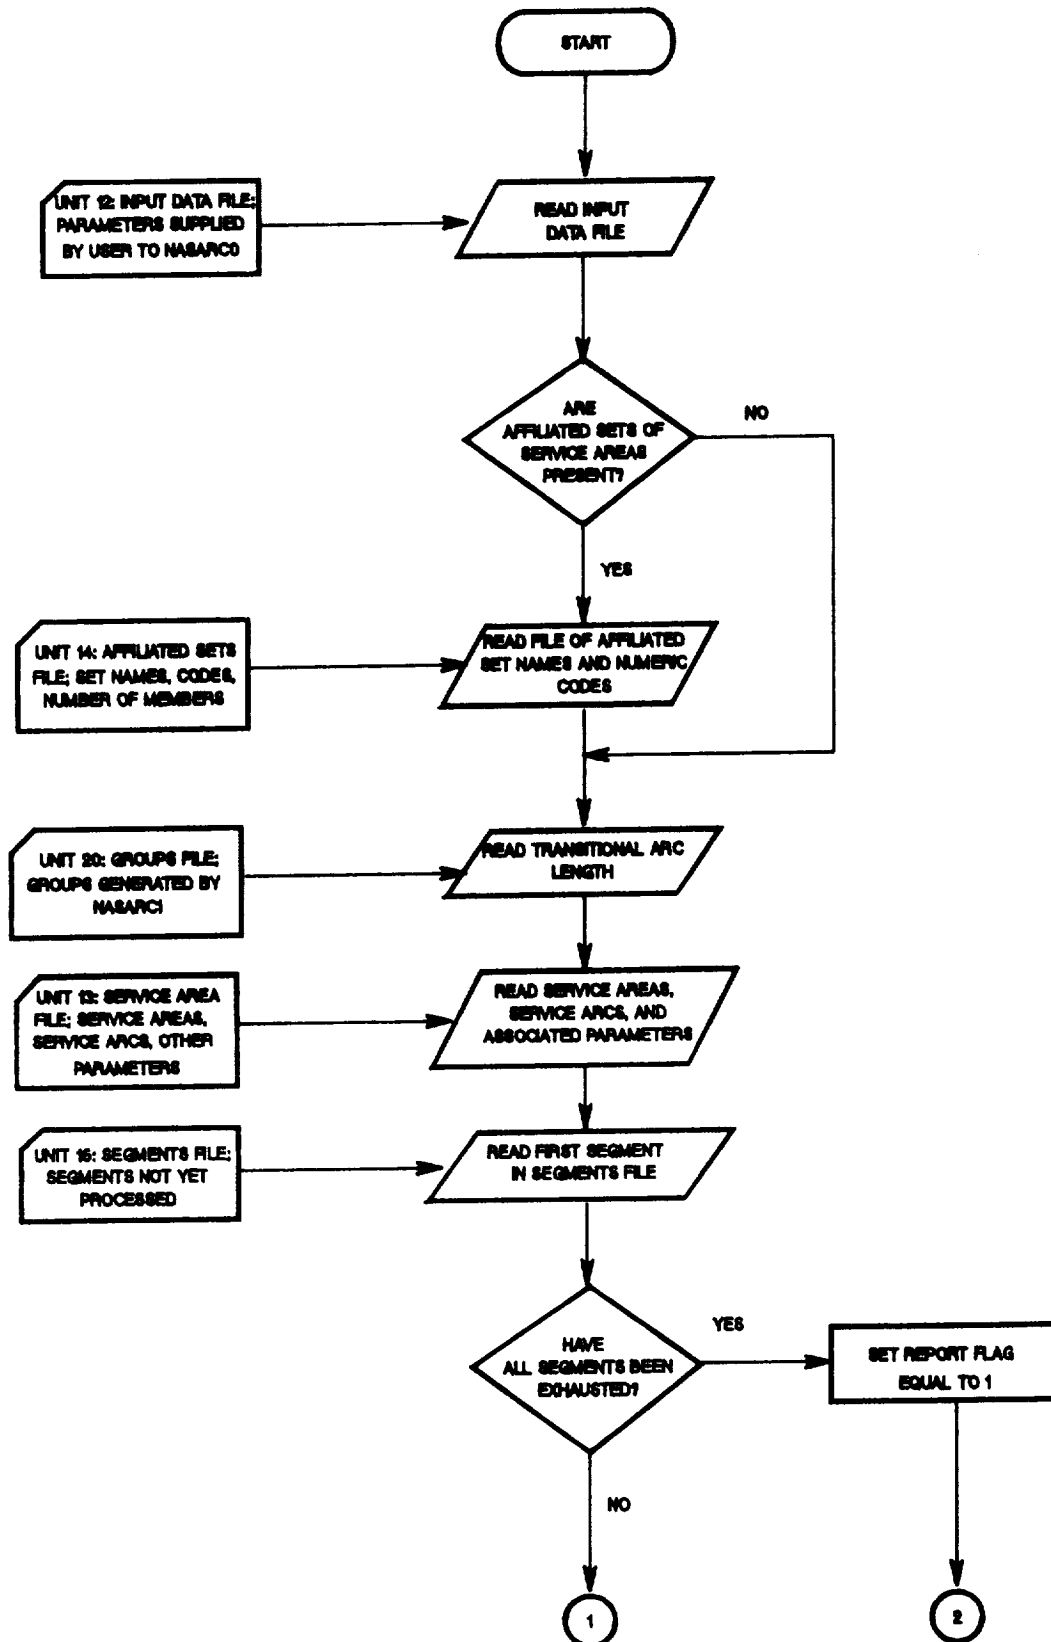 START
UNIT 12: INPUT DATA FILE;
PARAMETERS SUPPLIED
BY USER TO NASARC0
READ INPUT
DATA FILE
ARE
AFFILIATED SETS OF
SERVICE AREAS
PRESENT?
NO
YES
UNIT 14: AFFILIATED SETS
FILE; SET NAMES, CODES,
NUMBER OF MEMBERS
READ FILE OF AFFILIATED
SET NAMES AND NUMERIC
CODES
UNIT 20: GROUPS FILE;
GROUPS GENERATED BY
NASARC1
READ TRANSITIONAL ARC
LENGTH
UNIT 13: SERVICE AREA
FILE; SERVICE AREAS,
SERVICE ARCS, OTHER
PARAMETERS
READ SERVICE AREAS,
SERVICE ARCS, AND
ASSOCIATED PARAMETERS
UNIT 15: SEGMENTS FILE;
SEGMENTS NOT YET
PROCESSED
READ FIRST SEGMENT
IN SEGMENTS FILE
HAVE
ALL SEGMENTS BEEN
EXHAUSTED?
YES
SET REPORT FLAG
EQUAL TO 1
NO
1
2